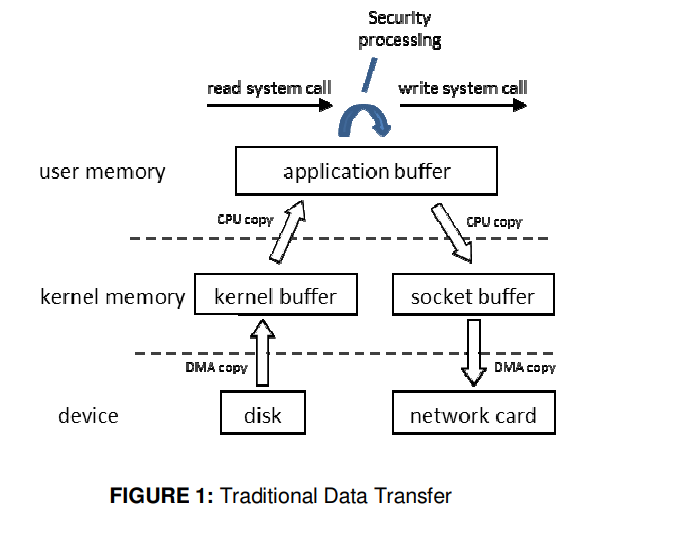 Security
processing
read system call
write system call
user memory
application buffer
CPU copy
CPU copy
kernel memory
kernel buffer
socket buffer
DMA copy
DMA copy
device
disk
network card
FIGURE 1: Traditional Data Transfer